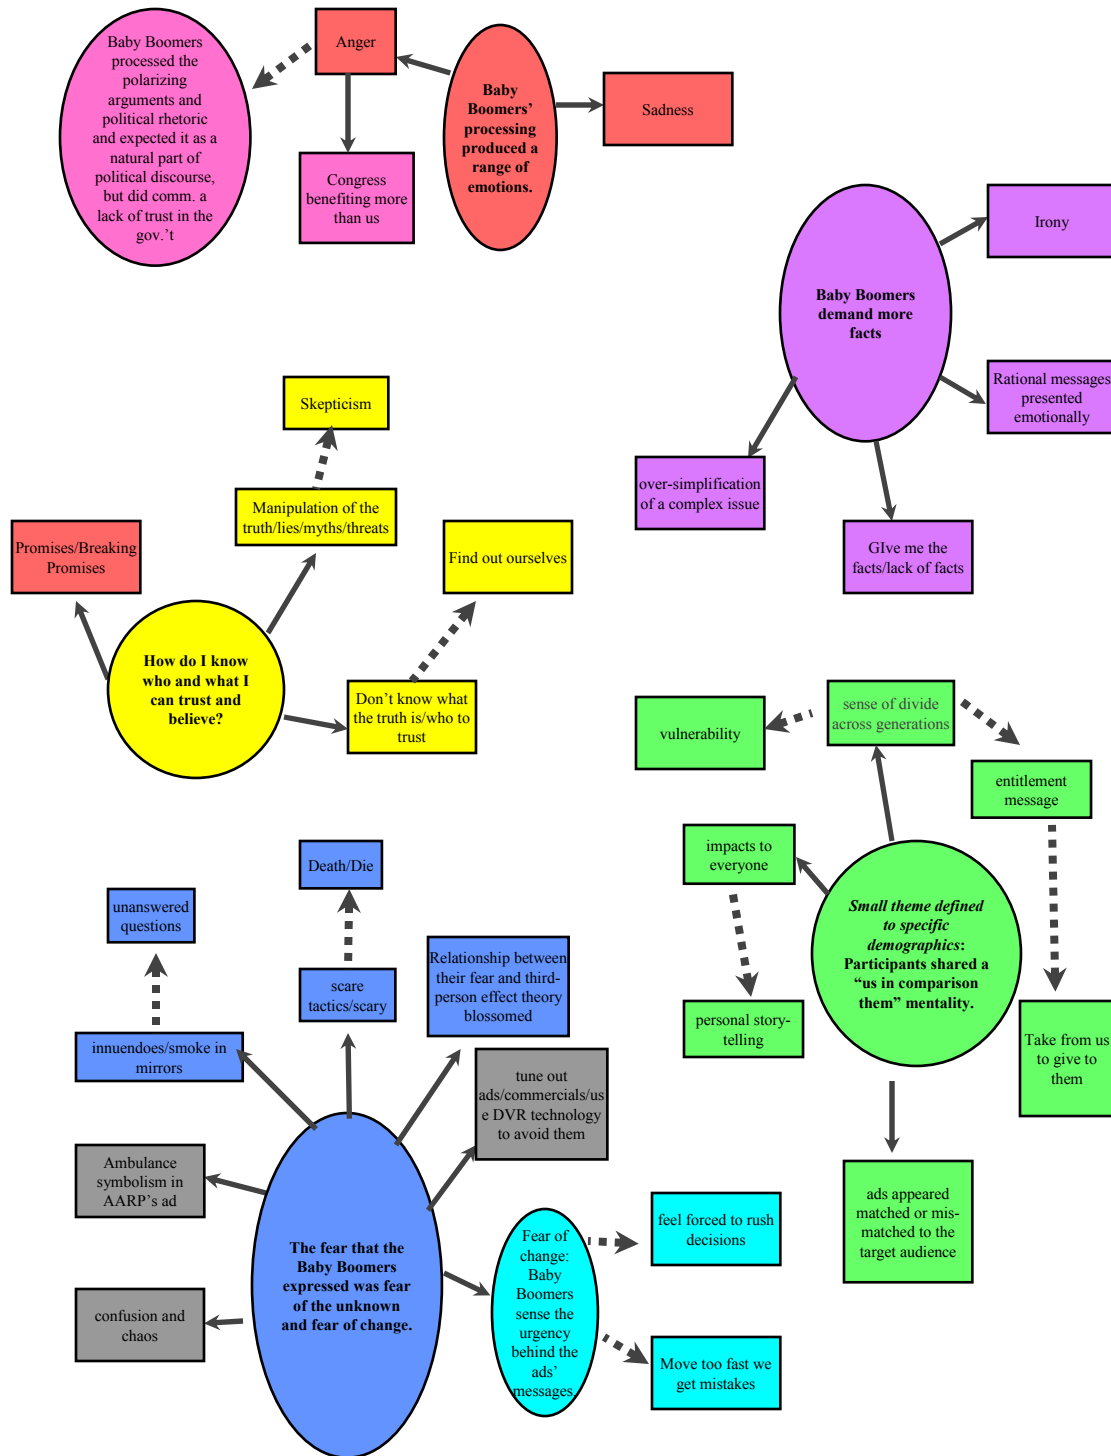 Baby Boomers
processed the
polarizing
arguments and
political rhetoric
and expected it as a
natural part of
political discourse,
but did comm. a
lack of trust in the
gov.’t
Anger
Congress
benefiting more
than us
Baby
Boomers’
processing
produced a
range of
emotions.
Sadness
Irony
Baby Boomers
demand more
facts
Rational messages
presented
emotionally
over-simplification
of a complex issue
GIve me the
facts/lack of facts
Skepticism
Manipulation of the
truth/lies/myths/threats
Promises/Breaking
Promises
Find out ourselves
How do I know
who and what I
can trust and
believe?
Don’t know what
the truth is/who to
trust
sense of divide
across generations
vulnerability
entitlement
message
impacts to
everyone
Small theme defined
to specific
demographics:
Participants shared a
“us in comparison
them” mentality.
personal story-
telling
Take from us
to give to
them
ads appeared
matched or mis-
matched to the
target audience
Death/Die
unanswered
questions
scare
tactics/scary
Relationship between
their fear and third-
person effect theory
blossomed
innuendoes/smoke in
mirrors
tune out
ads/commercials/us
e DVR technology
to avoid them
Ambulance
symbolism in
AARP’s ad
The fear that the
Baby Boomers
expressed was fear
of the unknown
and fear of change.
confusion and
chaos
Fear of
change:
Baby
Boomers
sense the
urgency
behind the
ads’
messages.
feel forced to rush
decisions
Move too fast we
get mistakes